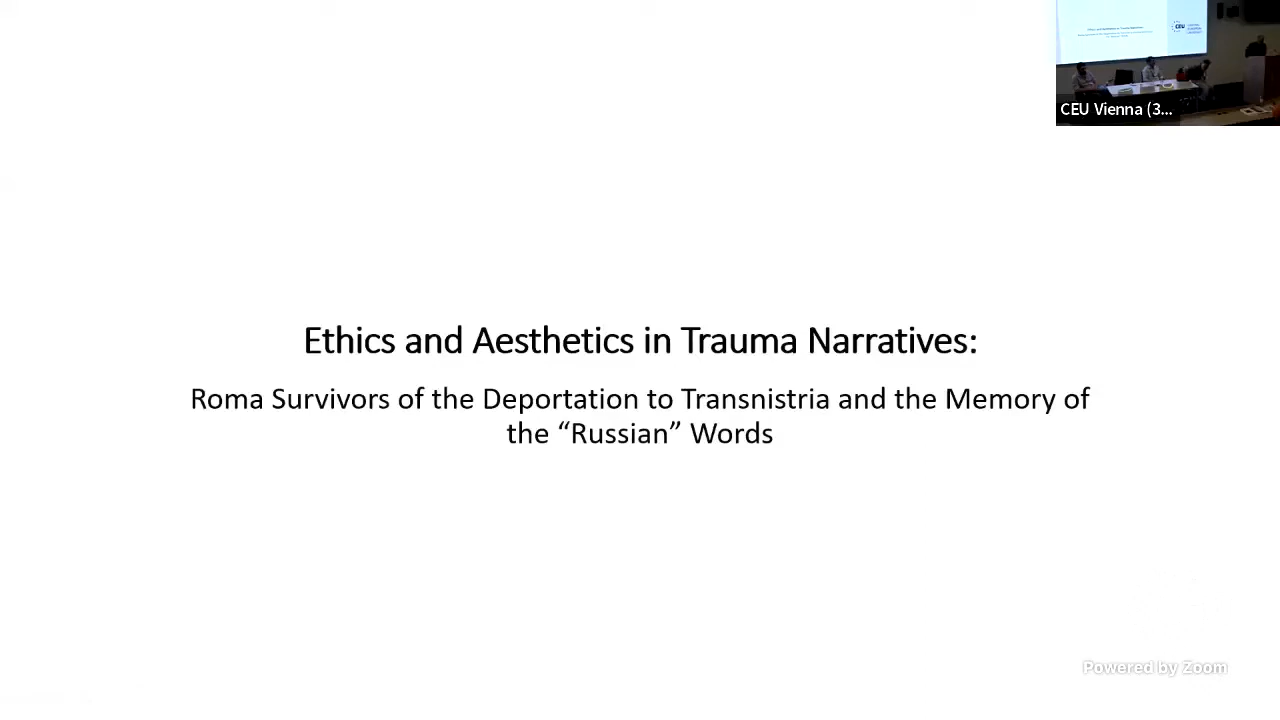 CEU Vienna (3...
Ethics and Aesthetics in Trauma Narratives:
Roma Survivors of the Deportation to Transnistria and the Memory of
the “Russian” Words
Powered by Zoom